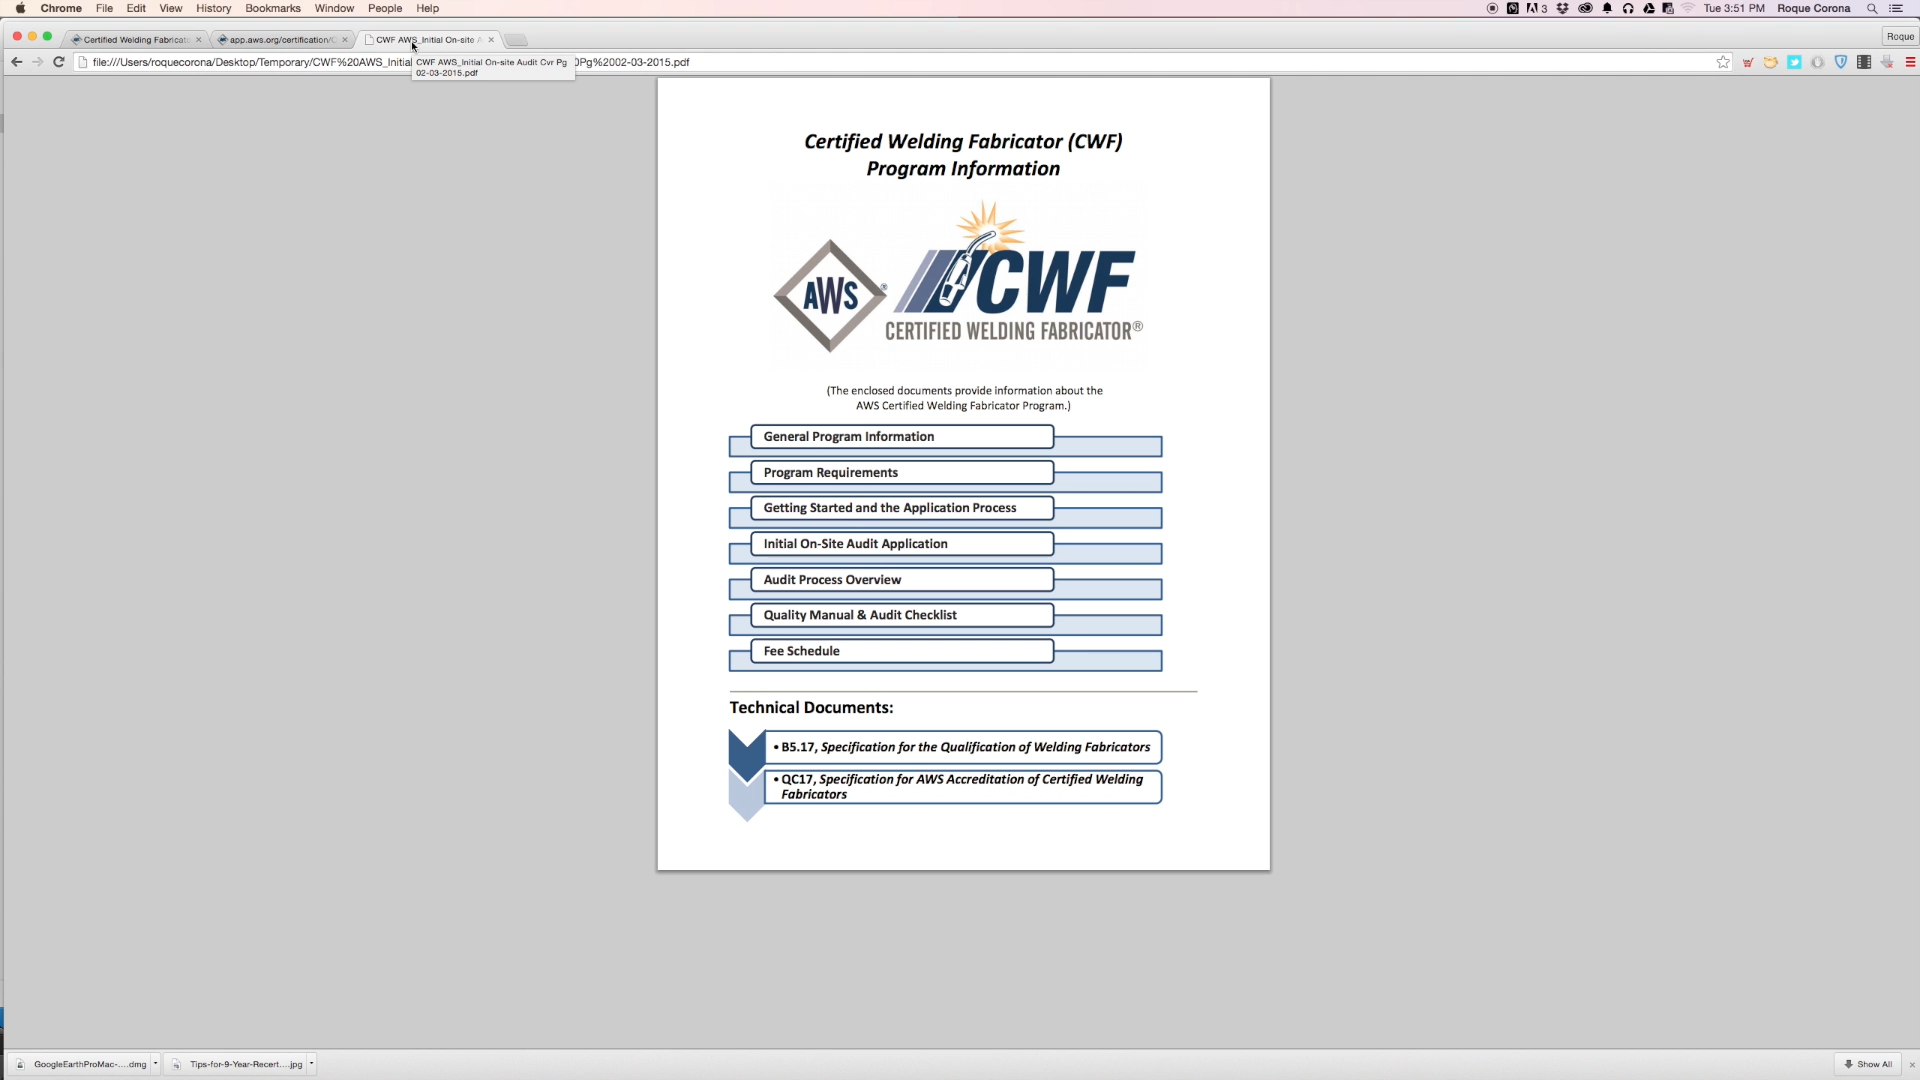 Chrome File Edit View History Bookmarks Window People Help
3 Tue 3:51 PM Roque Corona
Certified Welding Fabricat
app.aws.org/certification/
CWF AWS_Initial On-site
Roque
file:///Users/roquecorona/Desktop/Temporary/CWF%20AWS_Initial
Pg%2002-03-2015.pdf
CWF AWS_Initial On-site Audit Cvr Pg
02-03-2015.pdf
Certified Welding Fabricator (CWF)
Program Information
AWS ®
CWF
CERTIFIED WELDING FABRICATOR®
(The enclosed documents provide information about the
AWS Certified Welding Fabricator Program.)
General Program Information
Program Requirements
Getting Started and the Application Process
Initial On-Site Audit Application
Audit Process Overview
Quality Manual & Audit Checklist
Fee Schedule
Technical Documents:
• B5.17, Specification for the Qualification of Welding Fabricators
• QC17, Specification for AWS Accreditation of Certified Welding
Fabricators
GoogleEarthProMac-....dmg
Tips-for-9-Year-Recert....jpg
Show All